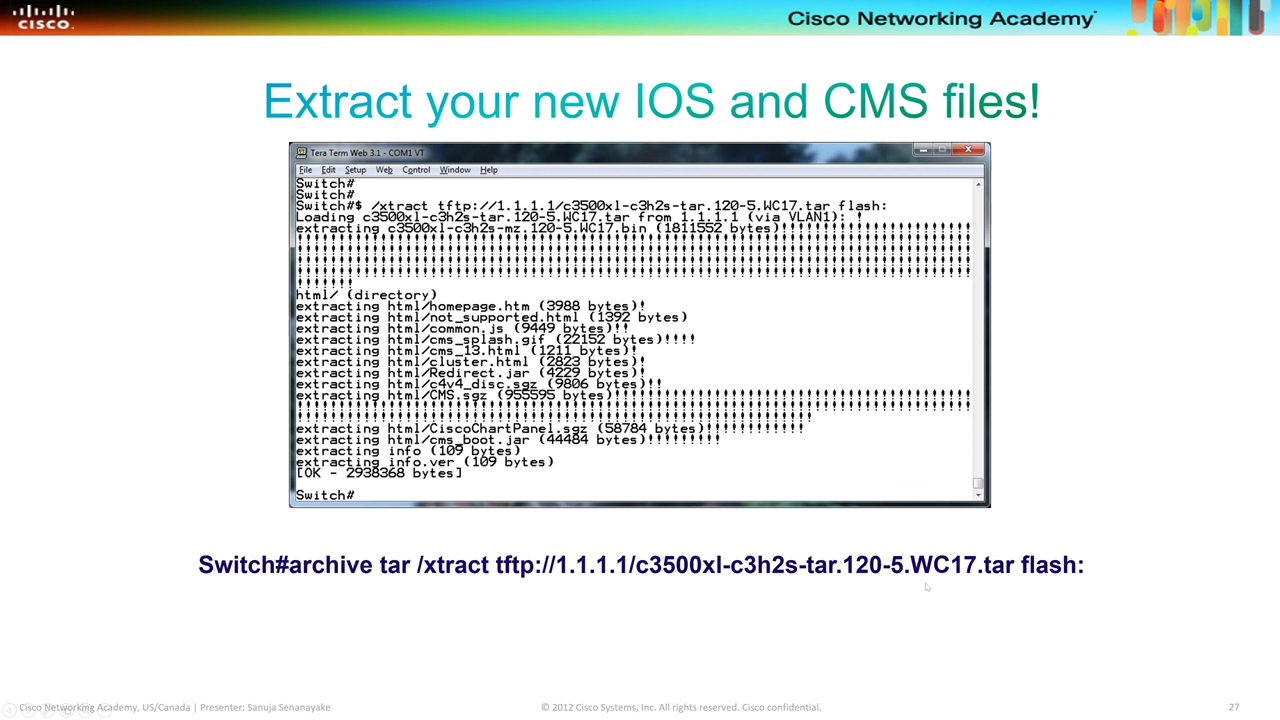 CISCO.
Cisco Networking Academy
Extract your new IOS and CMS files!
Tera Term Web 3.1 - COM1 VT
File Edit Setup Web Control Window Help
Switch#
Switch#
Switch#$ /xtract tftp://1.1.1.1/c3500xl-c3h2s-tar.120-5.WC17.tar flash:
Loading c3500xl-c3h2s-tar.120-5.WC17.tar from 1.1.1.1 (via VLAN1): !
extracting c3500xl-c3h2s-mz.120-5.WC17.bin (1811552 bytes)!!!!!!!!!!!!!!!!!!!!!!!
!!!!!!!!!!!!!!!!!!!!!!!!!!!!!!!!!!!!!!!!!!!!!!!!!!!!!!!!!!!!!!!!!!!!!!!!!!!!!!!!!
!!!!!!!!!!!!!!!!!!!!!!!!!!!!!!!!!!!!!!!!!!!!!!!!!!!!!!!!!!!!!!!!!!!!!!!!!!!!!!!!!
!!!!!!!!!!!!!!!!!!!!!!!!!!!!!!!!!!!!!!!!!!!!!!!!!!!!!!!!!!!!!!!!!!!!!!!!!!!!!!!!!
!!!!!!!!!!!!!!!!!!!!!!!!!!!!!!!!!!!!!!!!!!!!!!!!!!!!!!!!!!!!!!!!!!!!!!!!!!!!!!!!!
!!!!!!!
html/ (directory)
extracting html/homepage.htm (3988 bytes)!
extracting html/not_supported.html (1392 bytes)
extracting html/common.js (9449 bytes)!!
extracting html/cms_splash.gif (22152 bytes)!!!!
extracting html/cms_13.html (1211 bytes)!
extracting html/cluster.html (2823 bytes)!
extracting html/Redirect.jar (4229 bytes)!
extracting html/c4v4_disc.sgz (9806 bytes)!!
extracting html/CMS.sgz (955595 bytes)!!!!!!!!!!!!!!!!!!!!!!!!!!!!!!!!!!!!!!!!!!!
!!!!!!!!!!!!!!!!!!!!!!!!!!!!!!!!!!!!!!!!!!!!!!!!!!!!!!!!!!!!!!!!!!!!!!!!!!!!!!!!!
!!!!!!!!!!!!!!!!!!!!!!!!!!!!!!!!!!!!!!!!!!!!!!!!!!!!!!!!!!!!!!
extracting html/CiscoChartPanel.sgz (58784 bytes)!!!!!!!!!!!!
extracting html/cms_boot.jar (44484 bytes)!!!!!!!!!
extracting info (109 bytes)
extracting info.ver (109 bytes)
[OK - 2938368 bytes]
Switch#
Switch#archive tar /xtract tftp://1.1.1.1/c3500xl-c3h2s-tar.120-5.WC17.tar flash:
Cisco Networking Academy, US/Canada | Presenter: Sanuja Senanayake
© 2012 Cisco Systems, Inc. All rights reserved. Cisco confidential.
27